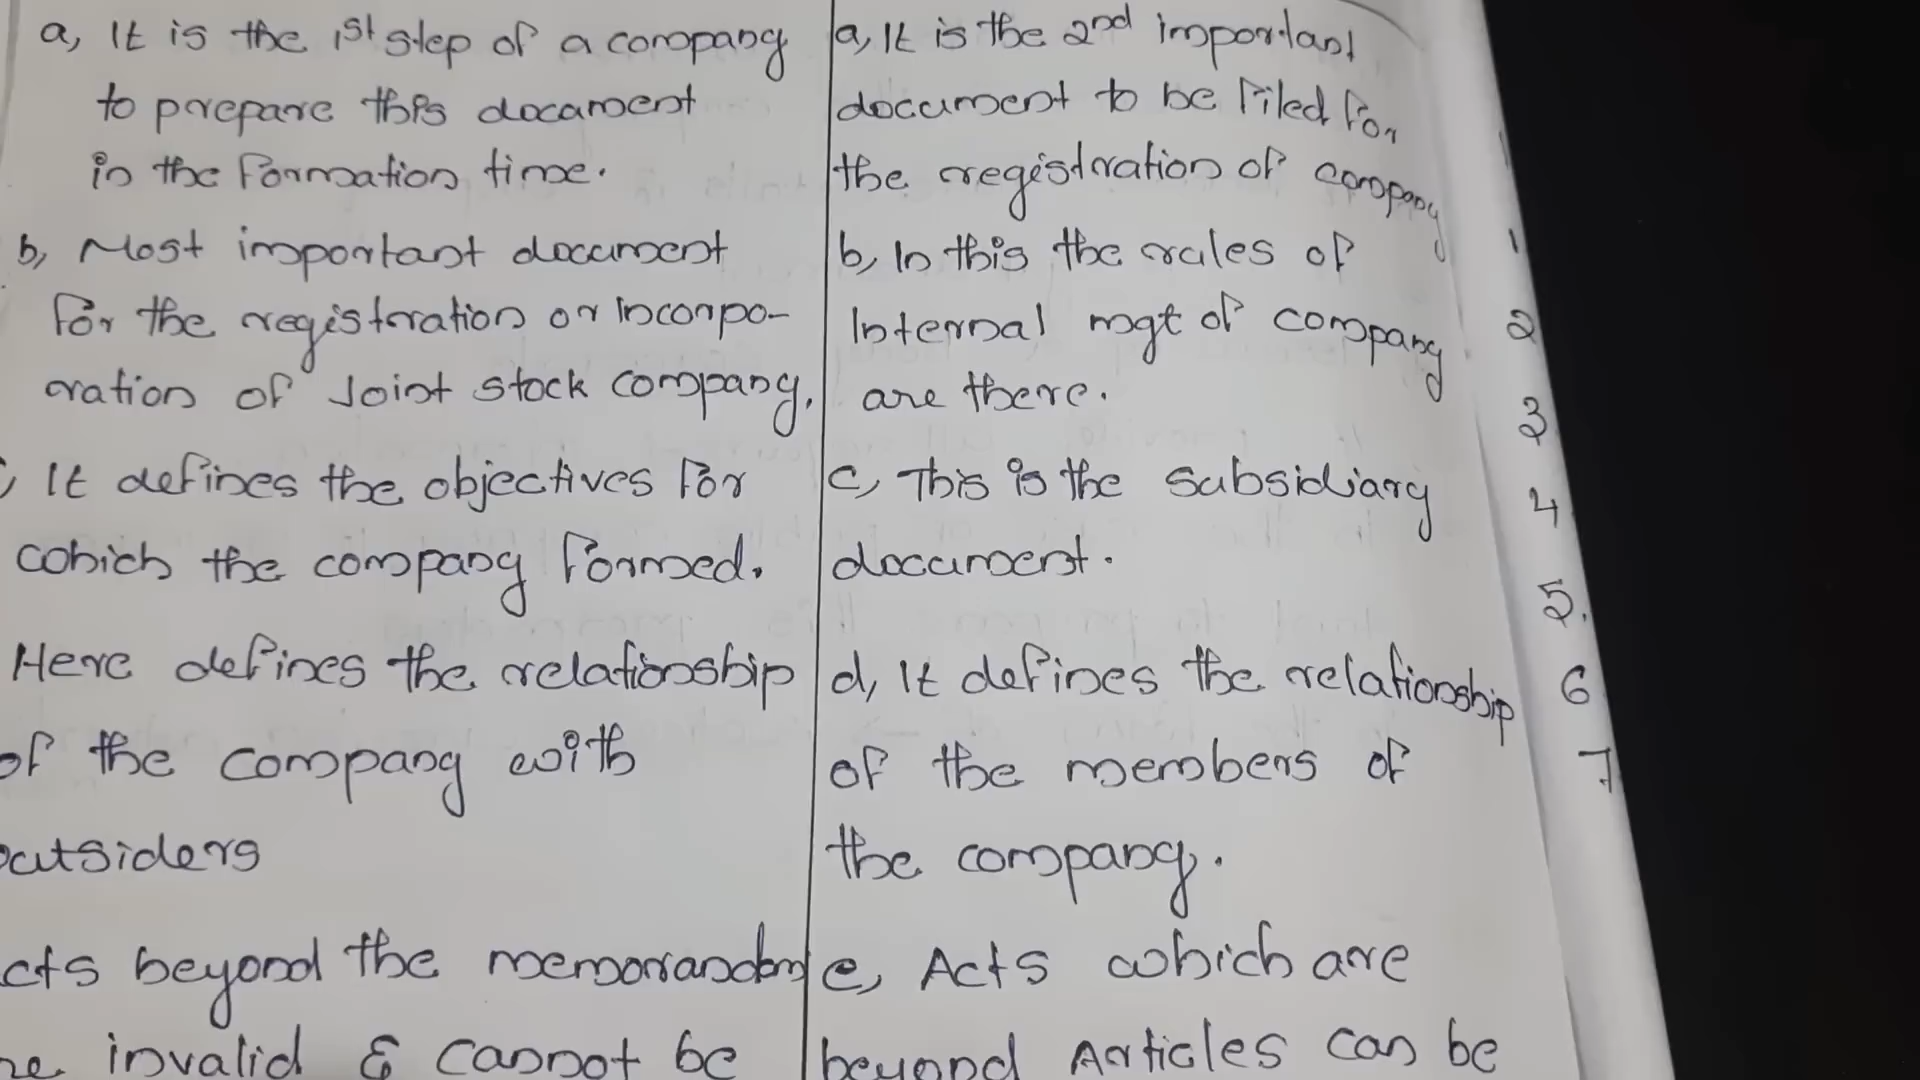 a, It is the 1st step of a company
to prepare this document
in the formation time.
b, Most important document
for the registration or Incorpo-
ration of Joint stock company.
, It defines the objectives for
which the company formed.
Here defines the relationship
of the company with
outsiders
cts beyond the memorandm
re invalid & cannot be
a, It is the 2nd important
document to be filed for
the registration of company
b, In this the rules of
Internal mgt of company
are there.
c, This is the subsidiary
document.
d, It defines the relationship
of the members of
the company.
e, Acts which are
beyond Articles can be
1
2
3
4
5.
6
7